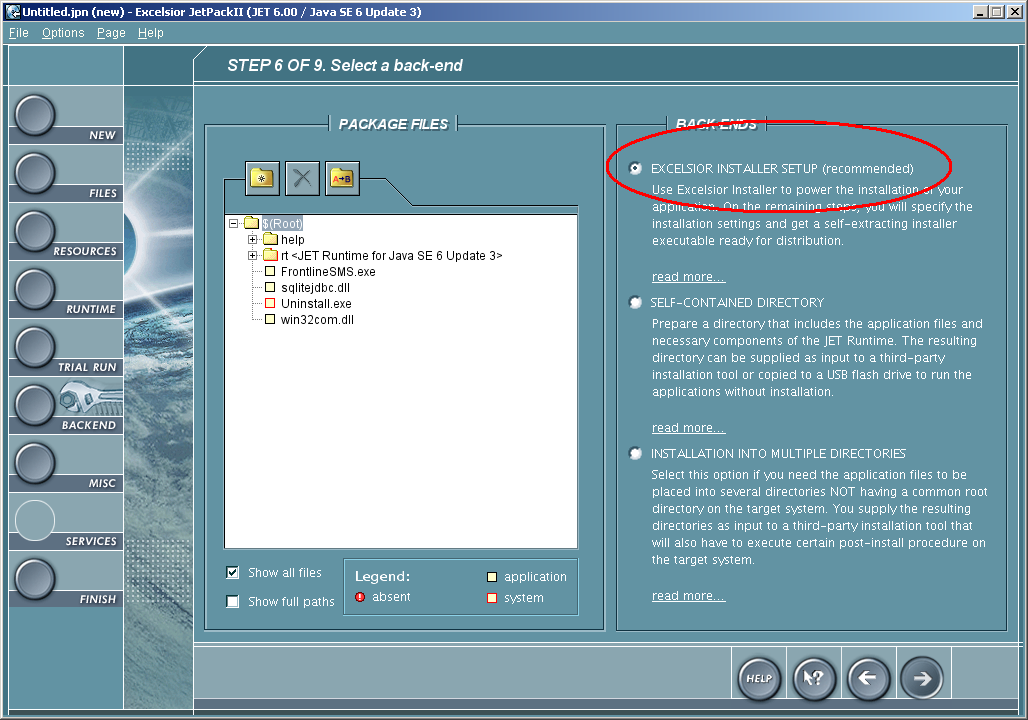 Untitled.jpn (new) - Excelsior JetPackII (JET 6.00 / Java SE 6 Update 3)
File Options Page Help
STEP 6 OF 9. Select a back-end
NEW
FILES
RESOURCES
RUNTIME
TRIAL RUN
BACKEND
MISC
SERVICES
FINISH
PACKAGE FILES
A B
$(Root)
help
rt <JET Runtime for Java SE 6 Update 3>
FrontlineSMS.exe
sqlitejdbc.dll
Uninstall.exe
win32com.dll
Show all files
Show full paths
Legend:
absent
application
system
BACK-ENDS
EXCELSIOR INSTALLER SETUP (recommended)
Use Excelsior Installer to power the installation of your
application. On the remaining steps, you will specify the
installation settings and get a self-extracting installer
executable ready for distribution.
read more...
SELF-CONTAINED DIRECTORY
Prepare a directory that includes the application files and
necessary components of the JET Runtime. The resulting
directory can be supplied as input to a third-party
installation tool or copied to a USB flash drive to run the
applications without installation.
read more...
INSTALLATION INTO MULTIPLE DIRECTORIES
Select this option if you need the application files to be
placed into several directories NOT having a common root
directory on the target system. You supply the resulting
directories as input to a third-party installation tool that
will also have to execute certain post-install procedure on
the target system.
read more...
HELP
?